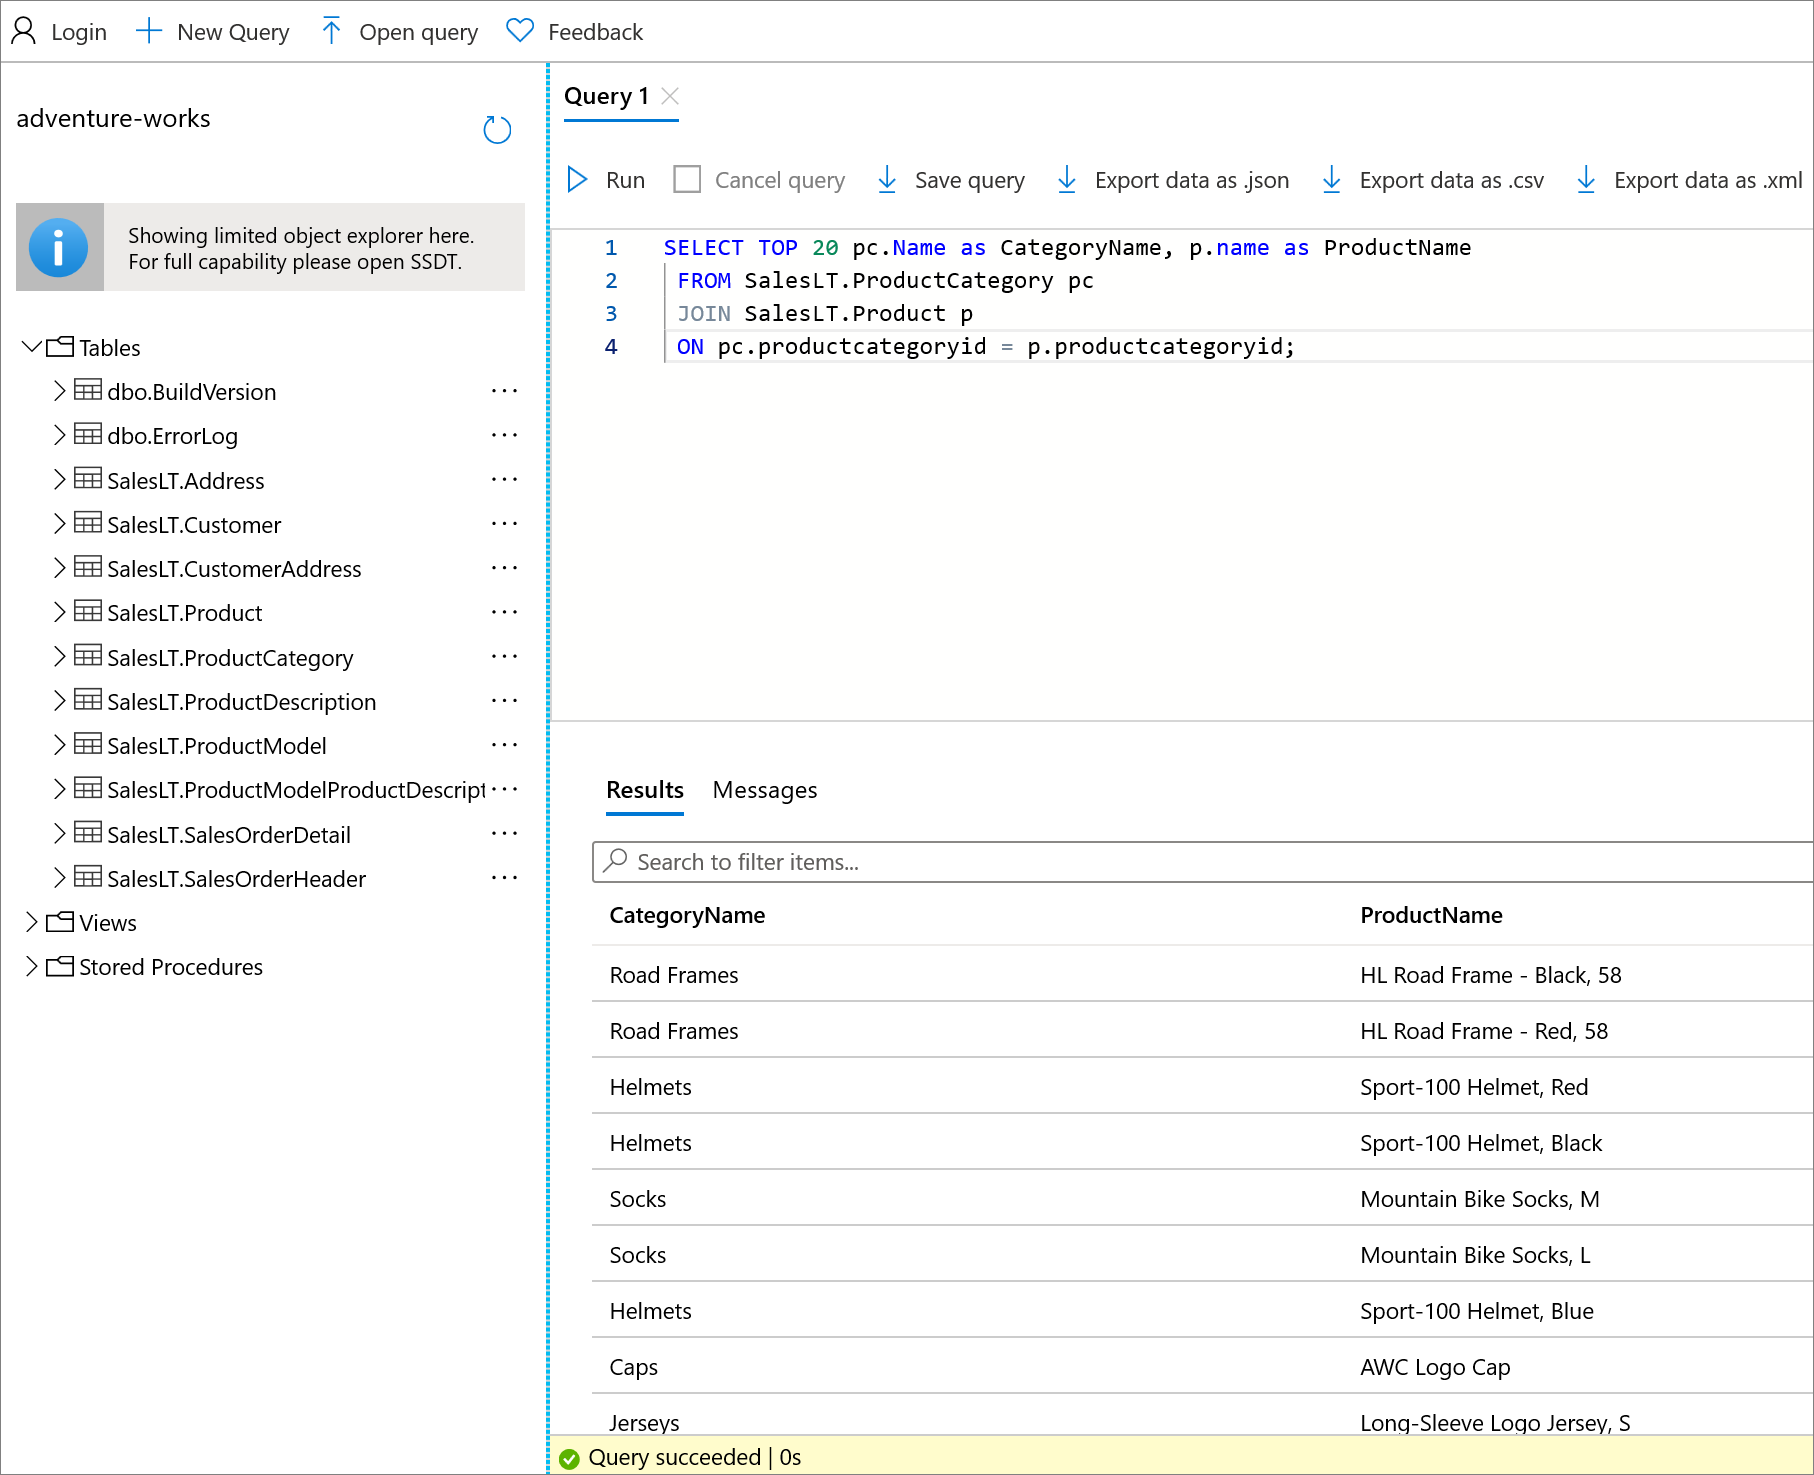 Login
New Query
Open query
Feedback
adventure-works
Showing limited object explorer here.
For full capability please open SSDT.
Tables
dbo.BuildVersion
dbo.ErrorLog
SalesLT.Address
SalesLT.Customer
SalesLT.CustomerAddress
SalesLT.Product
SalesLT.ProductCategory
SalesLT.ProductDescription
SalesLT.ProductModel
SalesLT.ProductModelProductDescript
SalesLT.SalesOrderDetail
SalesLT.SalesOrderHeader
Views
Stored Procedures
Query 1
Run
Cancel query
Save query
Export data as .json
Export data as .csv
Export data as .xml
1 SELECT TOP 20 pc.Name as CategoryName, p.name as ProductName
2 FROM SalesLT.ProductCategory pc
3 JOIN SalesLT.Product p
4 ON pc.productcategoryid = p.productcategoryid;
Results
Messages
Search to filter items...
CategoryName ProductName
Road Frames HL Road Frame - Black, 58
Road Frames HL Road Frame - Red, 58
Helmets Sport-100 Helmet, Red
Helmets Sport-100 Helmet, Black
Socks Mountain Bike Socks, M
Socks Mountain Bike Socks, L
Helmets Sport-100 Helmet, Blue
Caps AWC Logo Cap
Jerseys Long-Sleeve Logo Jersey, S
Query succeeded | 0s